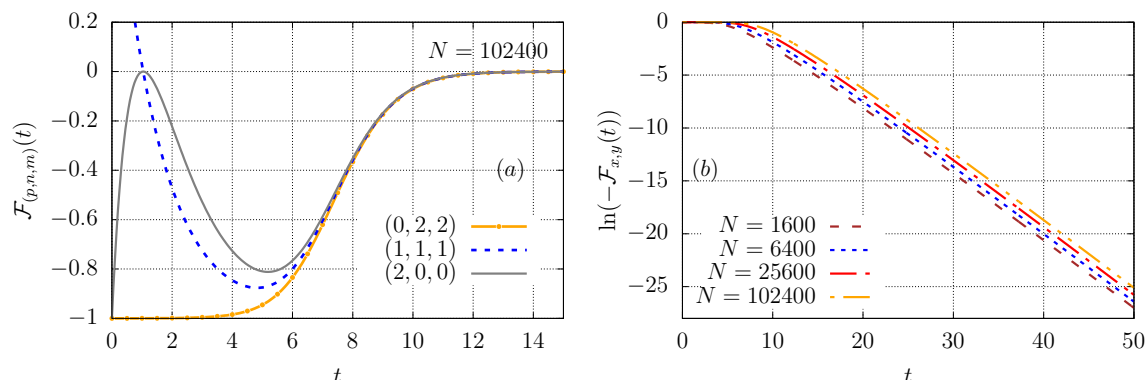 0.2
0
−0.2
−0.4
−0.6
−0.8
−1
F(p,n,m)(t)
N = 102400
(a)
(0, 2, 2)
(1, 1, 1)
(2, 0, 0)
0 2 4 6 8 10 12 14
t
0
−5
−10
−15
−20
−25
ln(−Fx,y(t))
(b)
N = 1600
N = 6400
N = 25600
N = 102400
0 10 20 30 40 50
t